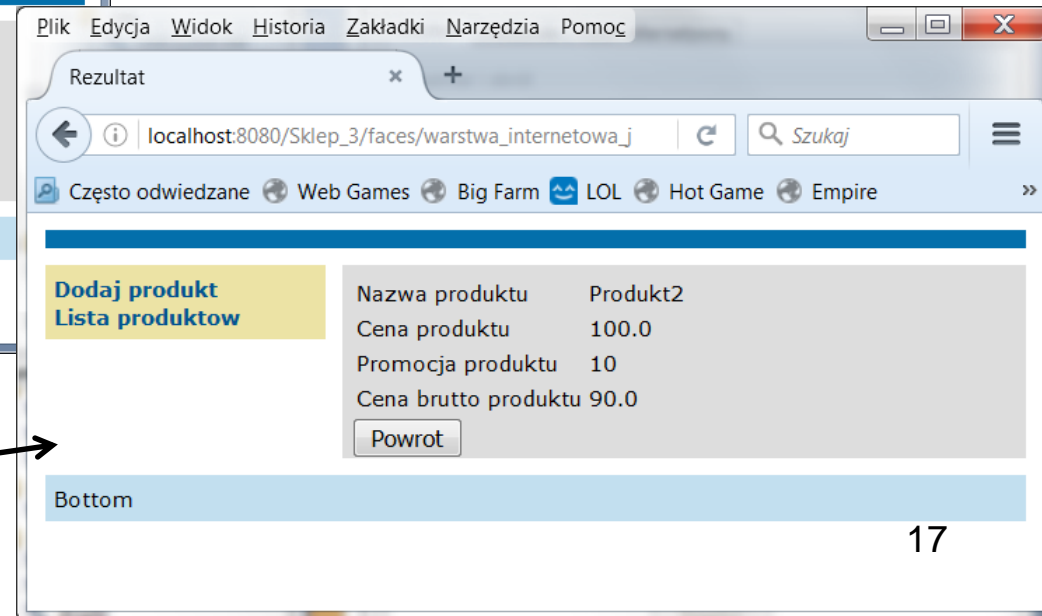 Plik Edycja Widok Historia Zakładki Narzędzia Pomoc
Rezultat
localhost:8080/Sklep_3/faces/warstwa_internetowa_j
Szukaj
Często odwiedzane Web Games Big Farm LOL Hot Game Empire »
Dodaj produkt
Lista produktow
Nazwa produktu Produkt2
Cena produktu 100.0
Promocja produktu 10
Cena brutto produktu 90.0
Powrot
Bottom
17